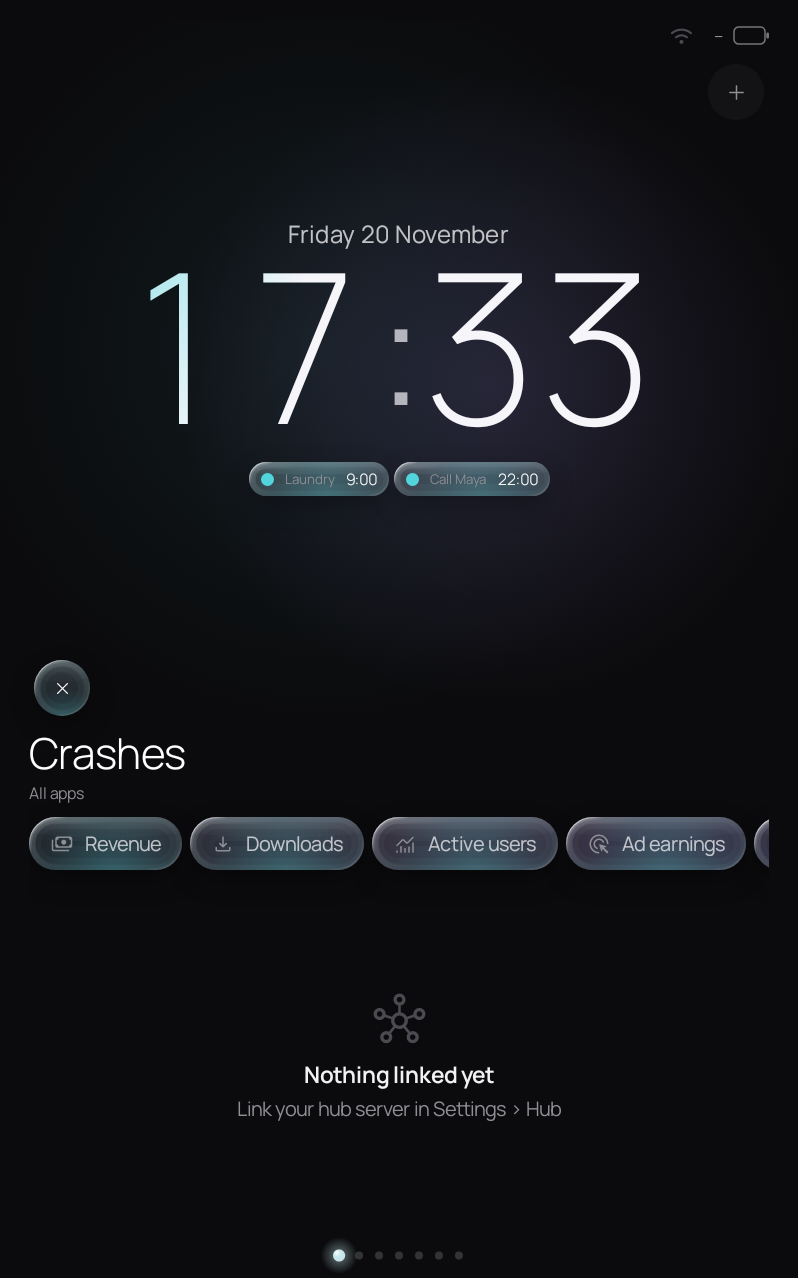 –
Friday 20 November
17:33
Laundry 9:00 Call Maya 22:00
Crashes
All apps
Revenue Downloads Active users Ad earnings
Nothing linked yet
Link your hub server in Settings > Hub